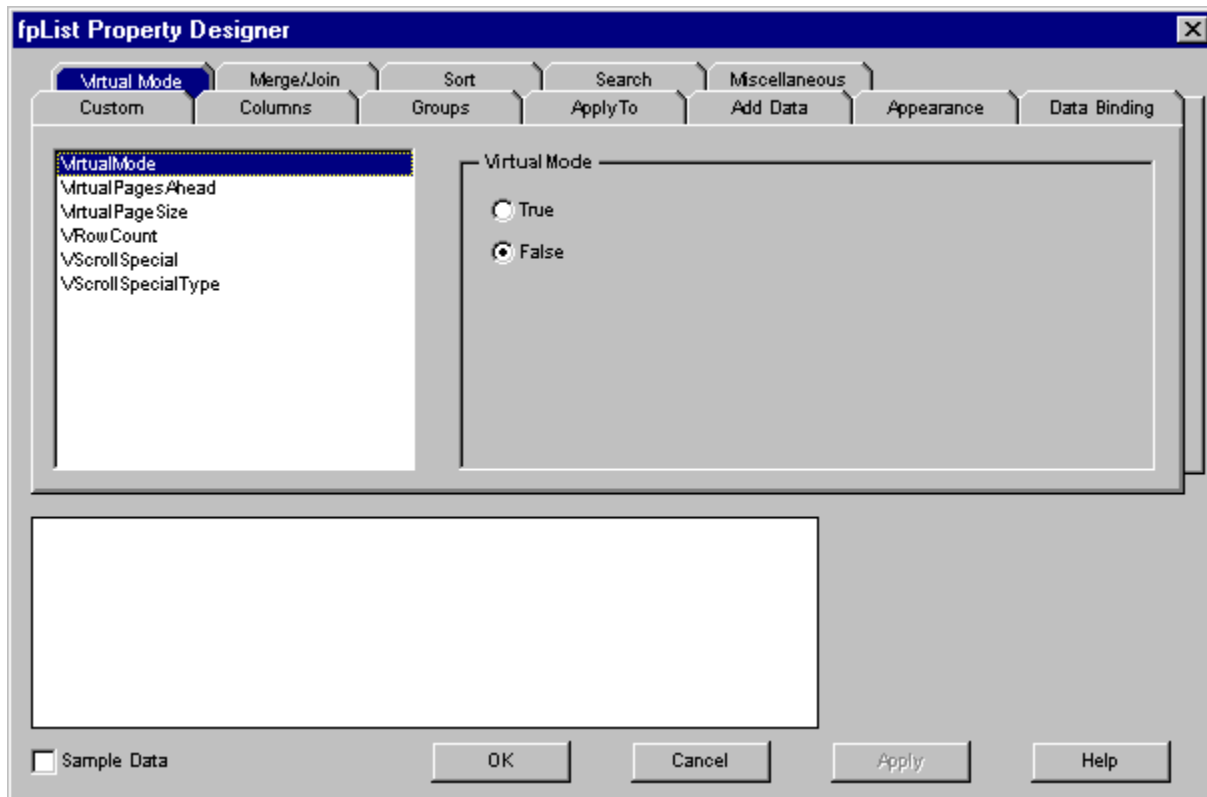 fpList Property Designer
Virtual Mode Merge/Join Sort Search Miscellaneous
Custom Columns Groups ApplyTo Add Data Appearance Data Binding
VirtualMode
VirtualPagesAhead
VirtualPageSize
VRowCount
VScrollSpecial
VScrollSpecialType
Virtual Mode
True
False
Sample Data OK Cancel Apply Help